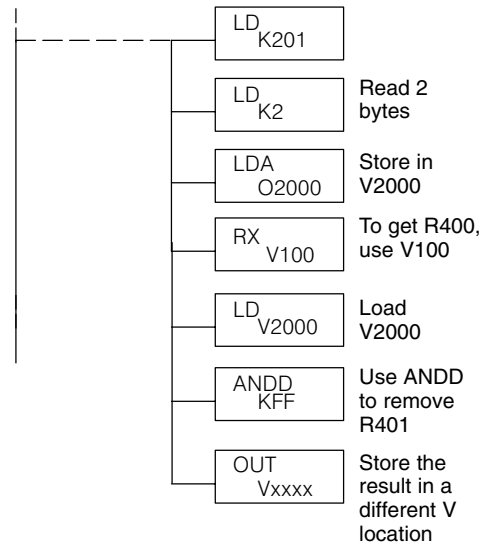 LD
K201
LD
K2
Read 2
bytes
LDA
O2000
Store in
V2000
RX
V100
To get R400,
use V100
LD
V2000
Load
V2000
ANDD
KFF
Use ANDD
to remove
R401
OUT
Vxxxx
Store the
result in a
different V
location